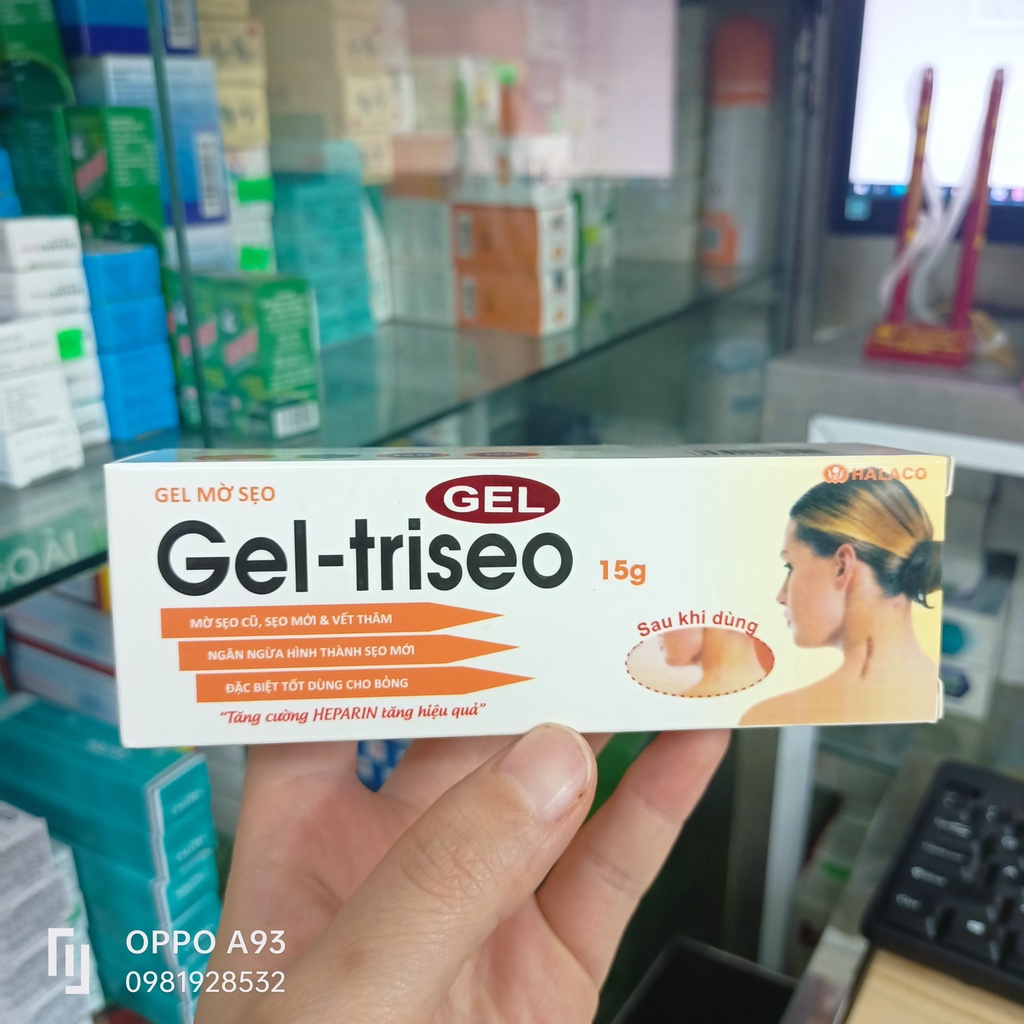 GEL MỜ SẸO
GEL
HALACO
Gel-triseo
15g
MỜ SẸO CŨ, SẸO MỚI & VẾT THÂM
NGĂN NGỪA HÌNH THÀNH SẸO MỚI
ĐẶC BIỆT TỐT DÙNG CHO BỎNG
"Tăng cường HEPARIN tăng hiệu quả"
Sau khi dùng
OPPO A93
0981928532